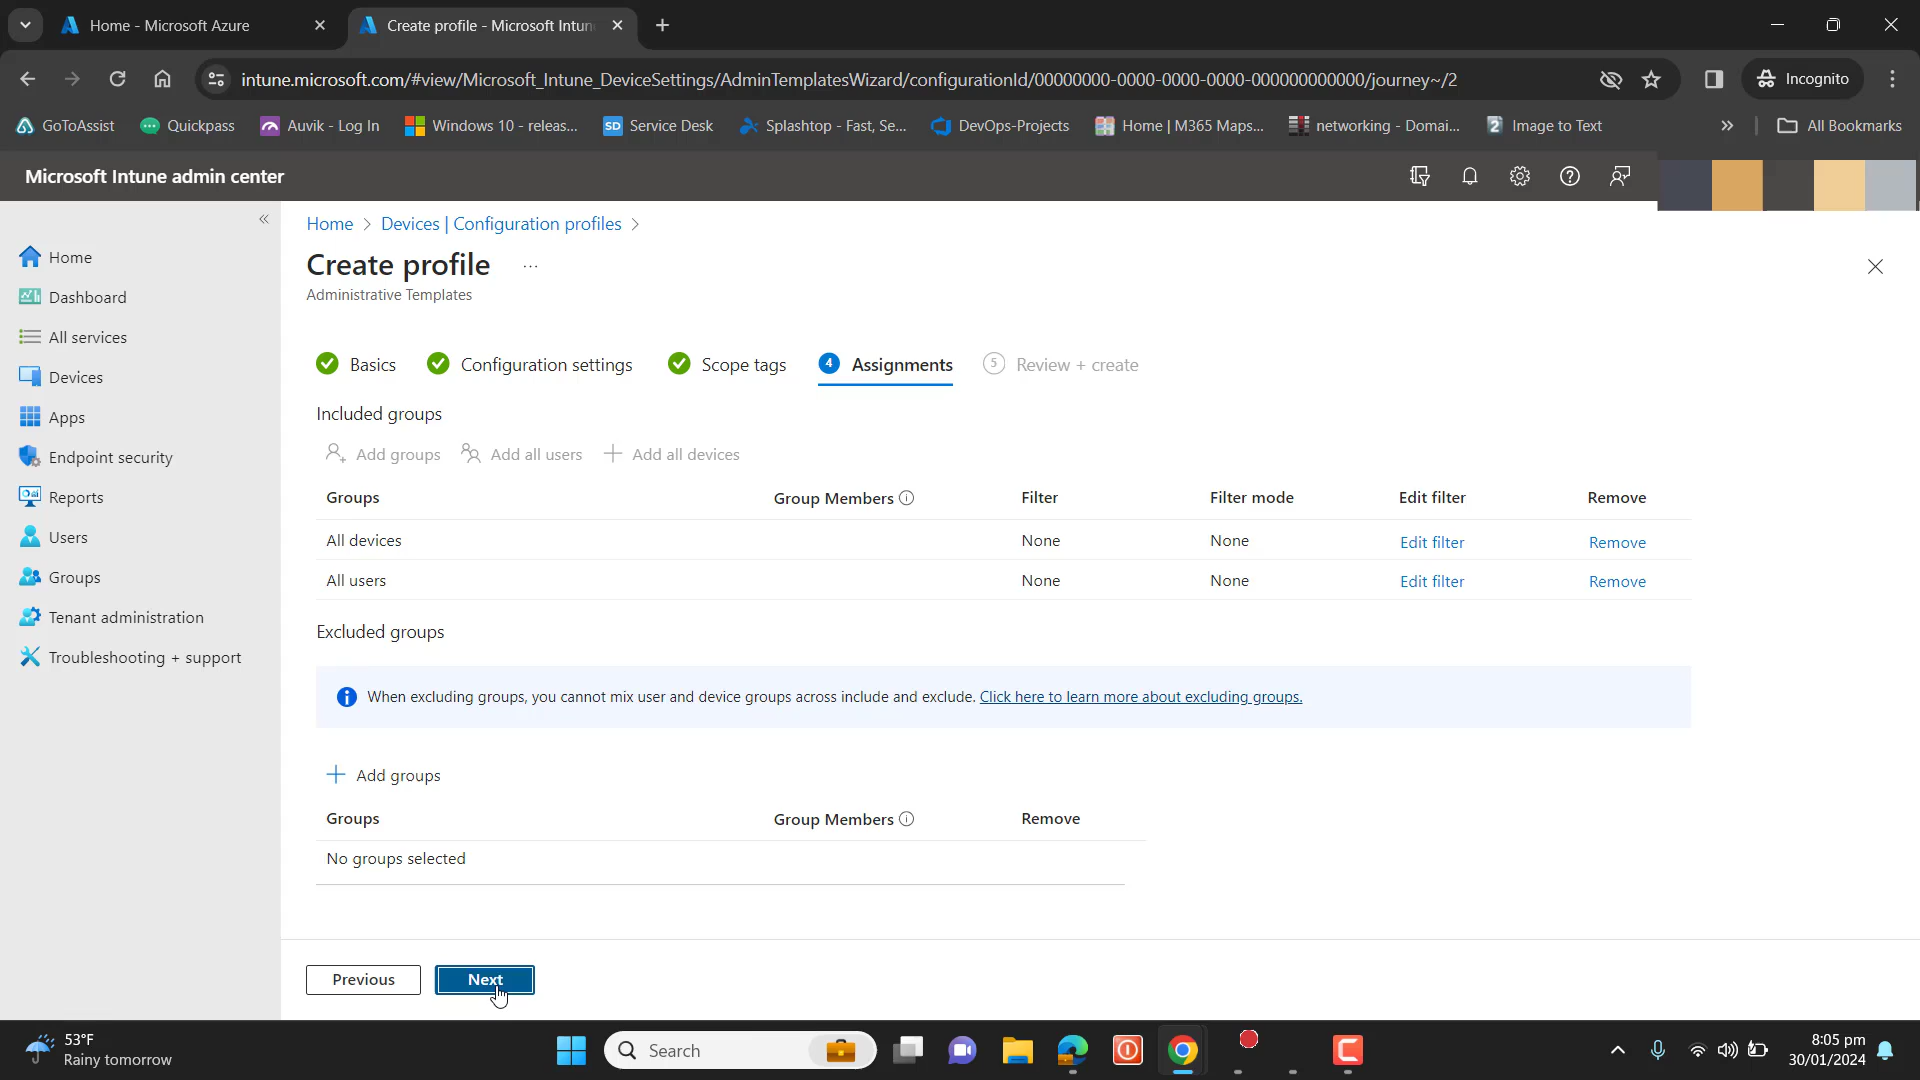 Home - Microsoft Azure
Create profile - Microsoft Intun
intune.microsoft.com/#view/Microsoft_Intune_DeviceSettings/AdminTemplatesWizard/configurationId/00000000-0000-0000-0000-000000000000/journey~/2
Incognito
GoToAssist
Quickpass
Auvik - Log In
Windows 10 - releas...
SD Service Desk
Splashtop - Fast, Se...
DevOps-Projects
Home | M365 Maps...
networking - Domai...
Image to Text
All Bookmarks
Microsoft Intune admin center
Home
Dashboard
All services
Devices
Apps
Endpoint security
Reports
Users
Groups
Tenant administration
Troubleshooting + support
Home > Devices | Configuration profiles >
Create profile ...
Administrative Templates
Basics
Configuration settings
Scope tags
4 Assignments
5 Review + create
Included groups
Add groups
Add all users
Add all devices
Groups Group Members Filter Filter mode Edit filter Remove
All devices None None Edit filter Remove
All users None None Edit filter Remove
Excluded groups
When excluding groups, you cannot mix user and device groups across include and exclude. Click here to learn more about excluding groups.
Add groups
Groups Group Members Remove
No groups selected
Previous
Next
53°F
Rainy tomorrow
Search
8:05 pm
30/01/2024